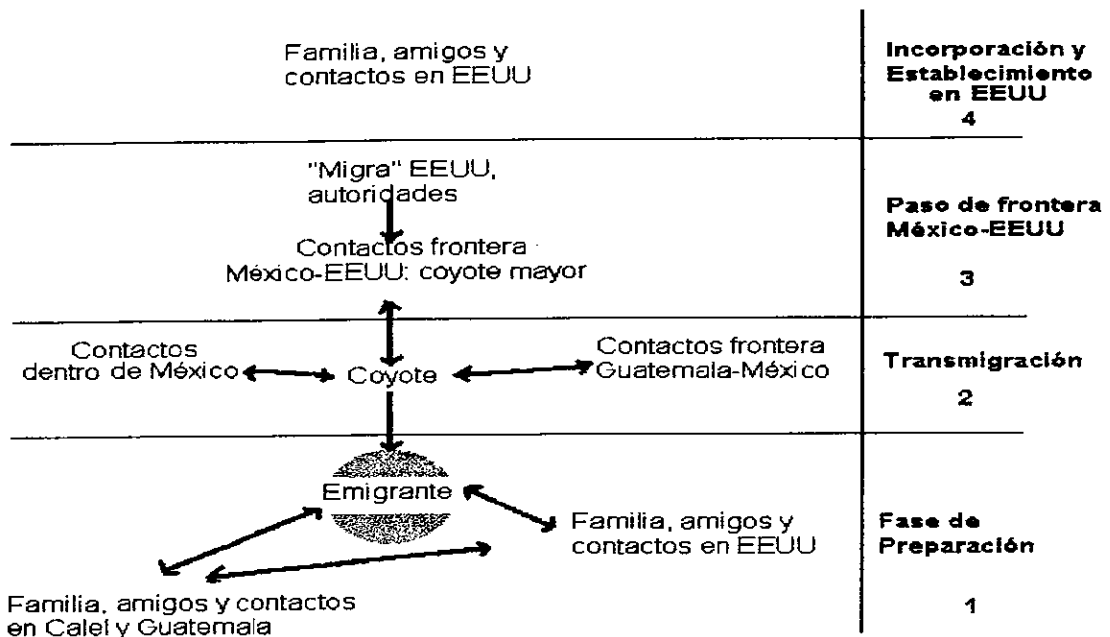 Familia, amigos y
contactos en EEUU
Incorporación y
Establecimiento
en EEUU
4
"Migra" EEUU,
autoridades
Contactos frontera
México-EEUU: coyote mayor
Paso de frontera
México-EEUU
3
Contactos
dentro de México
Coyote
Contactos frontera
Guatemala-México
Transmigración
2
Emigrante
Familia, amigos y
contactos en EEUU
Familia, amigos y contactos
en Calel y Guatemala
Fase de
Preparación
1